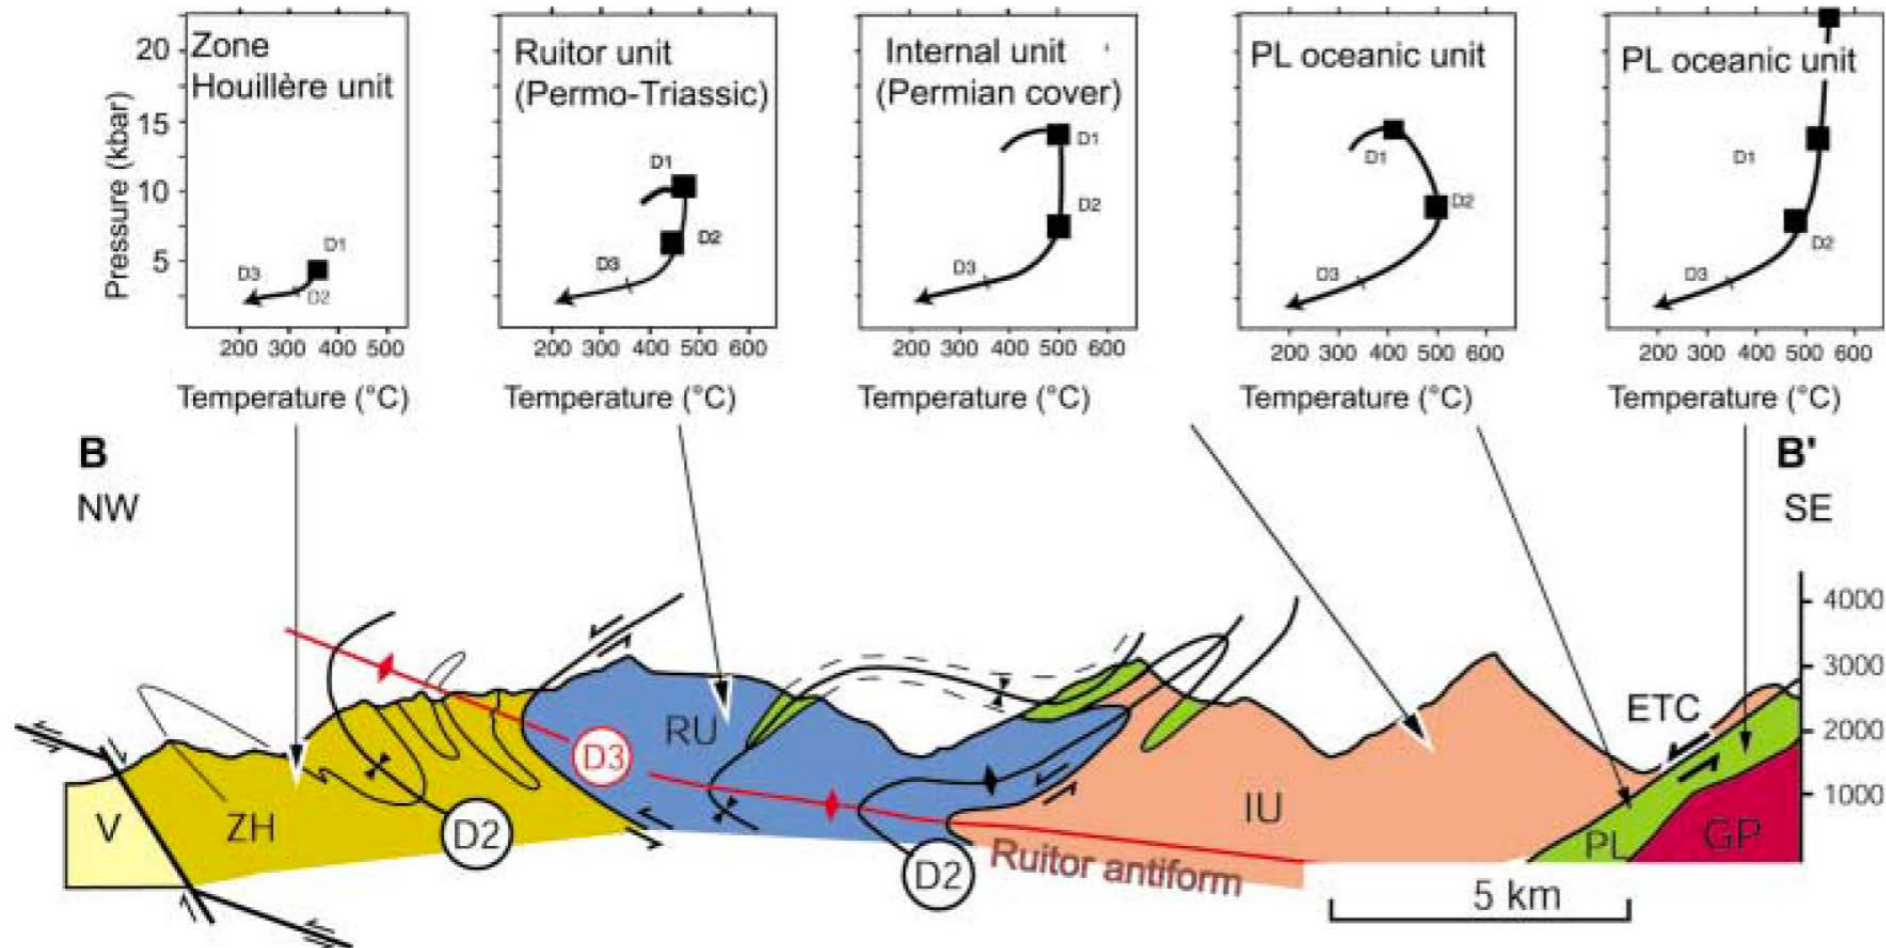 Zone
Houillère unit
Pressure (kbar)
20
15
10
5
D1
D3
D2
200 300 400 500
Temperature (°C)
Ruitor unit
(Permo-Triassic)
D1
D2
D3
200 300 400 500 600
Temperature (°C)
Internal unit
(Permian cover)
D1
D2
D3
200 300 400 500 600
Temperature (°C)
PL oceanic unit
D1
D2
D3
200 300 400 500 600
Temperature (°C)
PL oceanic unit
D1
D2
D3
200 300 400 500 600
Temperature (°C)
B
NW
B'
SE
4000
3000
2000
1000
ETC
RU
D3
V
ZH
D2
IU
PL
GP
D2
Ruitor antiform
5 km